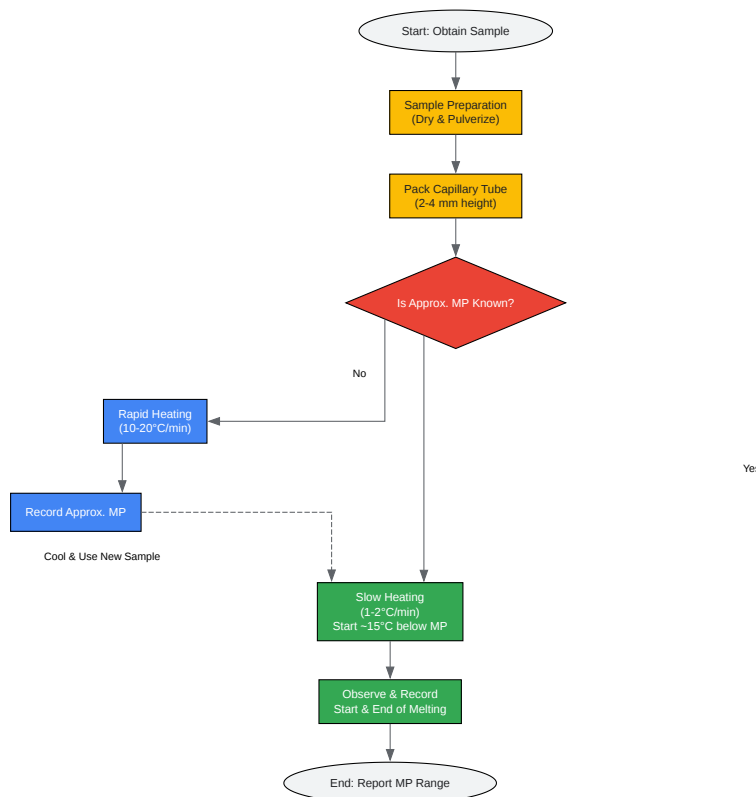 Start: Obtain Sample
Sample Preparation
(Dry & Pulverize)
Pack Capillary Tube
(2-4 mm height)
Is Approx. MP Known?
No
Rapid Heating
(10-20°C/min)
Yes
Record Approx. MP
Cool & Use New Sample
Slow Heating
(1-2°C/min)
Start ~15°C below MP
Observe & Record
Start & End of Melting
End: Report MP Range